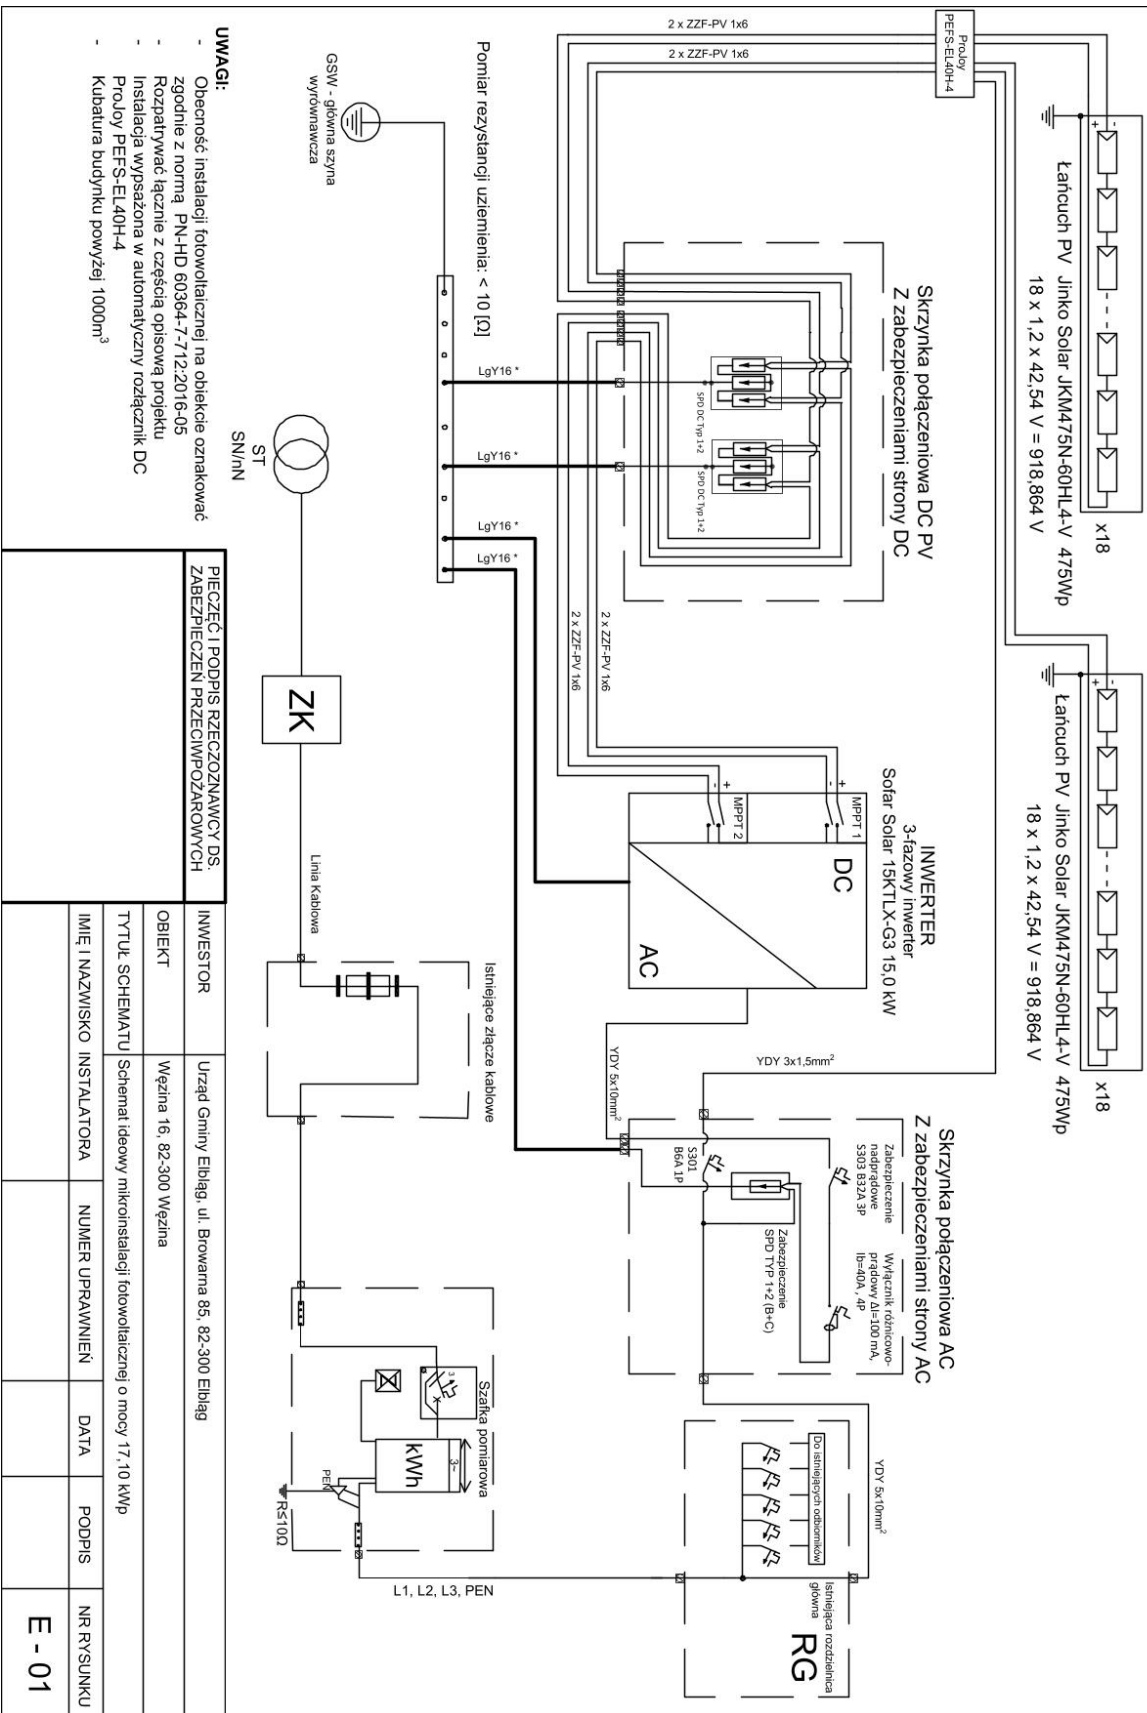 Łańcuch PV Jinko Solar JKM475N-60HL4-V 475Wp
18 x 1,2 x 42,54 V = 918,864 V
x18
- +
Łańcuch PV Jinko Solar JKM475N-60HL4-V 475Wp
18 x 1,2 x 42,54 V = 918,864 V
x18
- +
ProJoy
PEFS-EL40H-4
2 x ZZF-PV 1x6
2 x ZZF-PV 1x6
Skrzynka połączeniowa DC PV
Z zabezpieczeniami strony DC
SPD DC Typ 1+2
SPD DC Typ 1+2
2 x ZZF-PV 1x6
2 x ZZF-PV 1x6
INWERTER
3-fazowy inwerter
Sofar Solar 15KTLX-G3 15,0 kW
MPPT 1
+
-
MPPT 2
+
-
DC
AC
YDY 3x1,5mm²
YDY 5x10mm²
Skrzynka połączeniowa AC
Z zabezpieczeniami strony AC
Zabezpieczenie
nadprądowe
S303 B32A 3P
Wyłącznik różnicowo-
prądowy ΔI=100 mA,
Ib=40A , 4P
S301
B6A 1P
Zabezpieczenie
SPD TYP 1+2 (B+C)
YDY 5x10mm²
Do istniejących odbiorników
Istniejąca rozdzielnica
główna
RG
Pomiar rezystancji uziemienia: < 10 [Ω]
LgY16 *
LgY16 *
LgY16 *
LgY16 *
GSW - główna szyna
wyrównawcza
ST
SN/nN
ZK
Linia Kablowa
Istniejące złącze kablowe
Szafka pomiarowa
3
3~
kWh
PEN
R≤10Ω
L1, L2, L3, PEN
UWAGI:
- Obecność instalacji fotowoltaicznej na obiekcie oznakować
zgodnie z normą PN-HD 60364-7-712:2016-05
- Rozpatrywać łącznie z częścią opisową projektu
- Instalacja wypsażona w automatyczny rozłącznik DC
ProJoy PEFS-EL40H-4
- Kubatura budynku powyżej 1000m³
PIECZĘĆ I PODPIS RZECZOZNAWCY DS.
ZABEZPIECZEŃ PRZECIWPOŻAROWYCH
INWESTOR Urząd Gminy Elbląg, ul. Browarna 85, 82-300 Elbląg
OBIEKT Węzina 16, 82-300 Węzina
TYTUŁ SCHEMATU Schemat ideowy mikroinstalacji fotowoltaicznej o mocy 17,10 kWp
IMIĘ I NAZWISKO INSTALATORA NUMER UPRAWNIEŃ DATA PODPIS NR RYSUNKU
E - 01